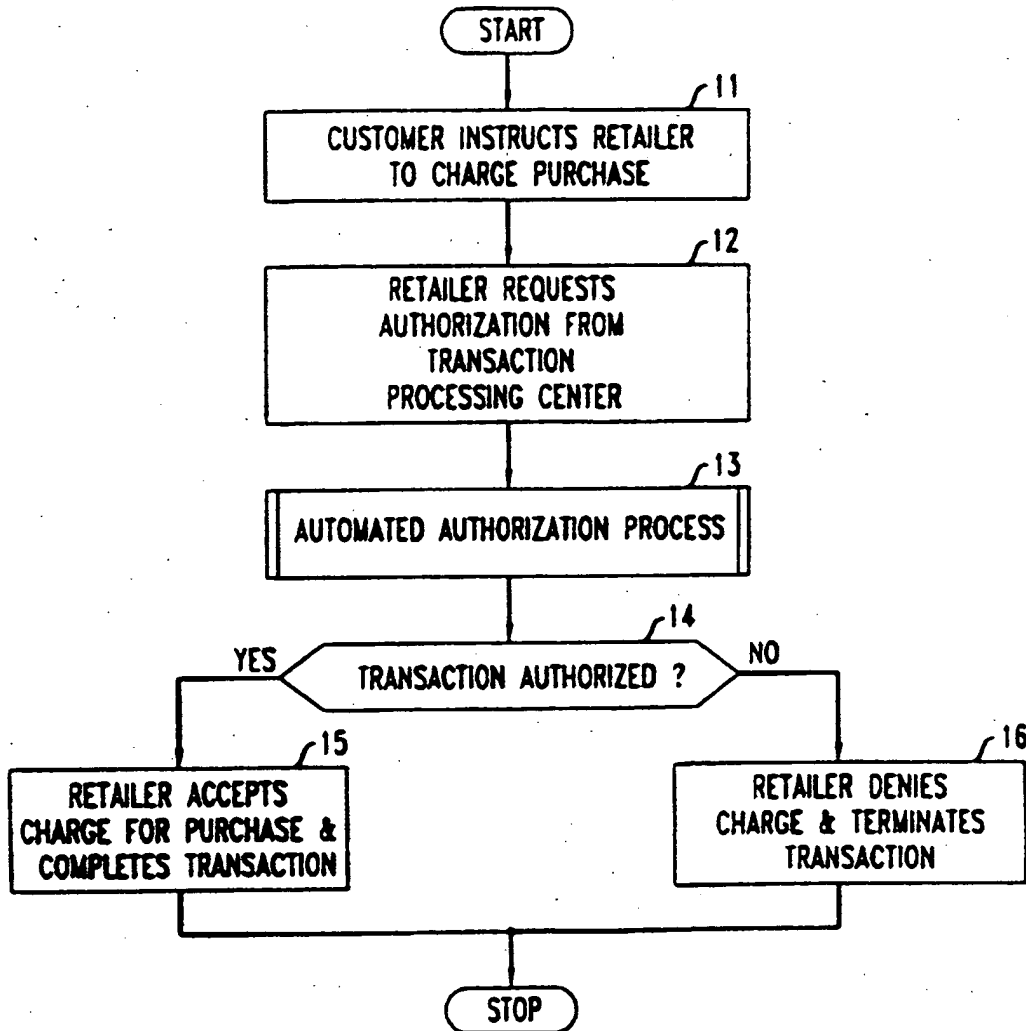 START
11
CUSTOMER INSTRUCTS RETAILER
TO CHARGE PURCHASE
12
RETAILER REQUESTS
AUTHORIZATION FROM
TRANSACTION
PROCESSING CENTER
13
AUTOMATED AUTHORIZATION PROCESS
14
YES
TRANSACTION AUTHORIZED ?
NO
15
RETAILER ACCEPTS
CHARGE FOR PURCHASE &
COMPLETES TRANSACTION
16
RETAILER DENIES
CHARGE & TERMINATES
TRANSACTION
STOP